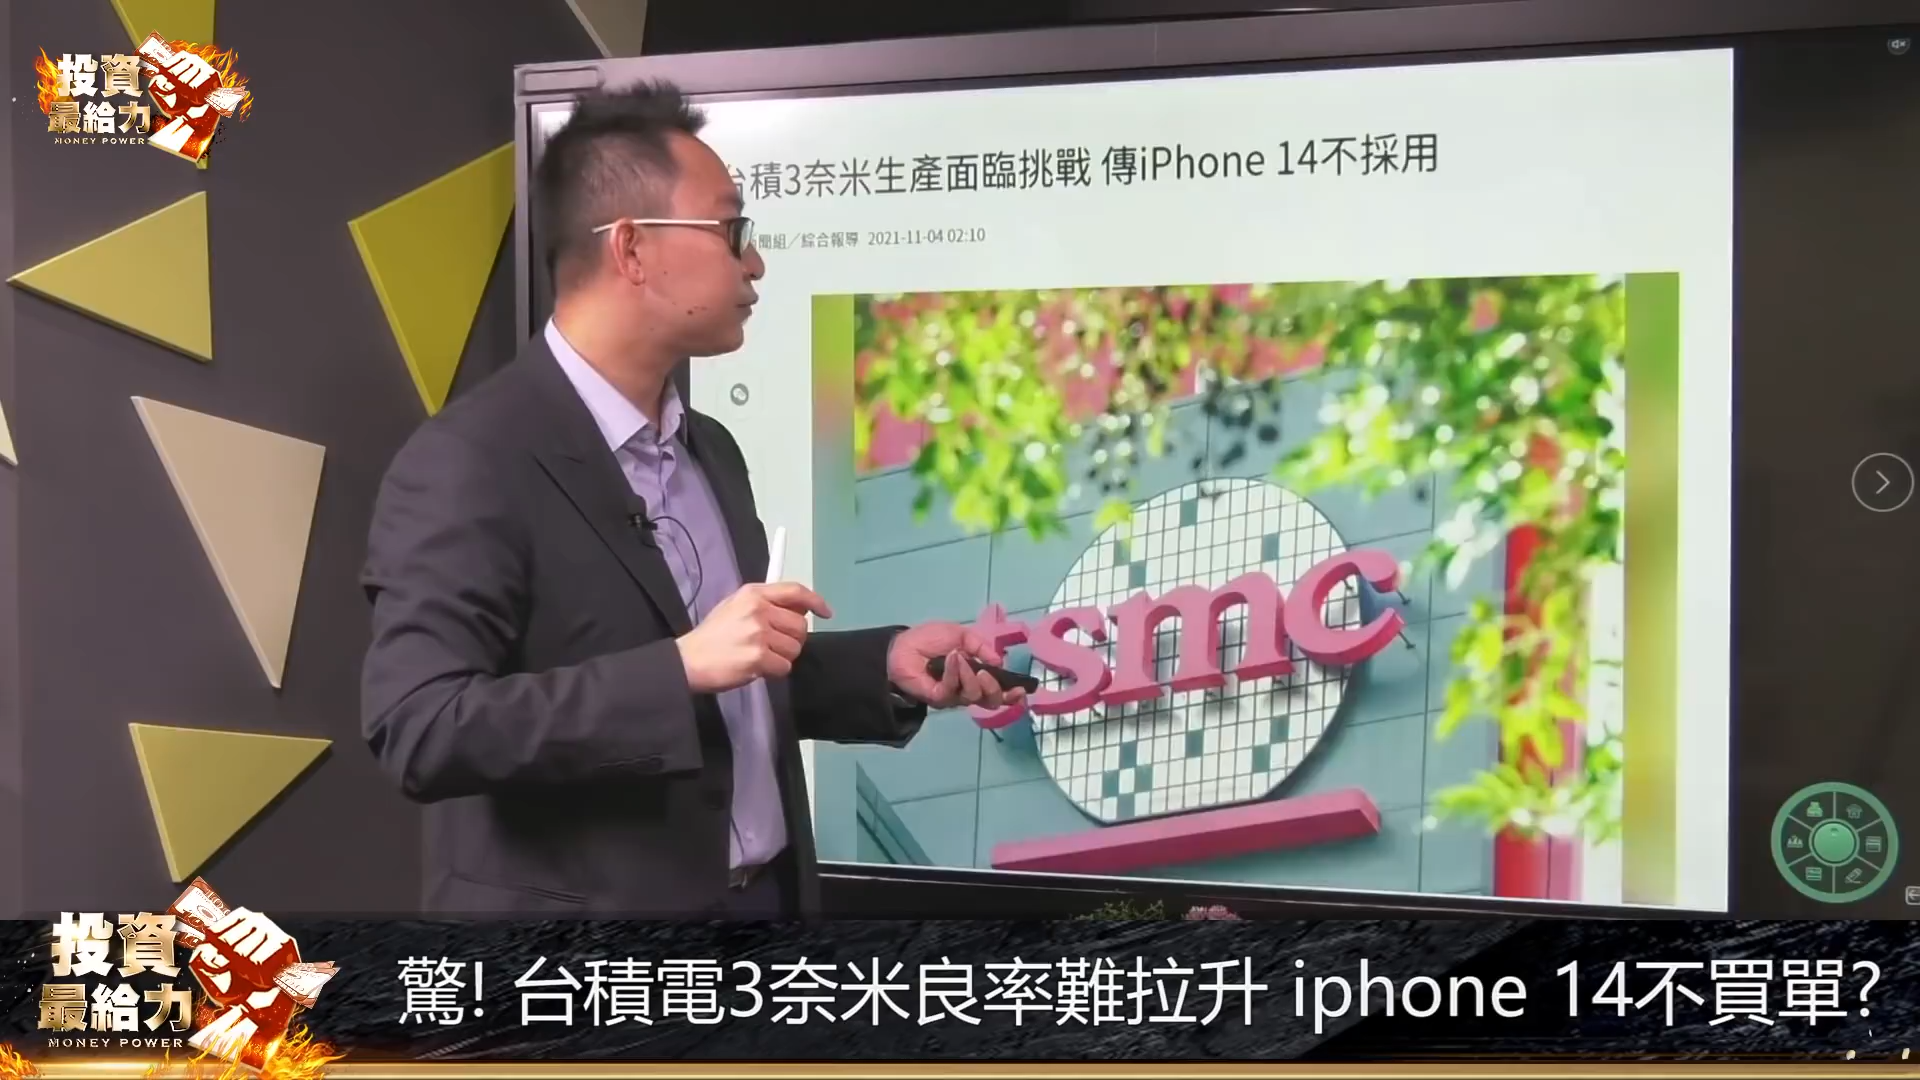 投資
最給力
MONEY POWER
台積3奈米生產面臨挑戰 傳iPhone 14不採用
聞組／綜合報導 2021-11-04 02:10
tsmc
投資
最給力
MONEY POWER
驚! 台積電3奈米良率難拉升 iphone 14不買單?